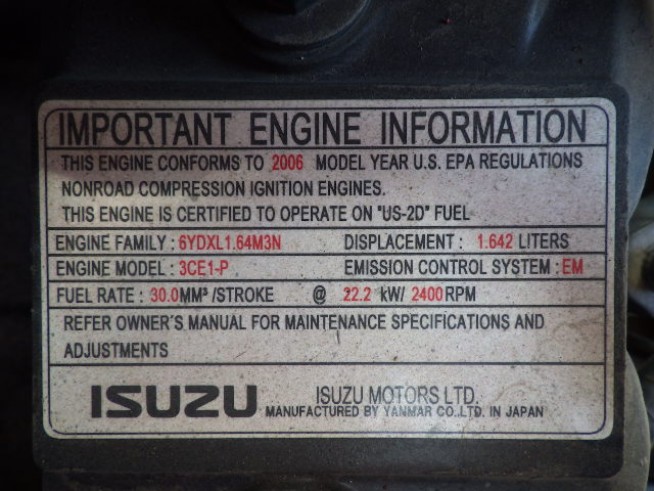 IMPORTANT ENGINE INFORMATION
THIS ENGINE CONFORMS TO 2006 MODEL YEAR U.S. EPA REGULATIONS
NONROAD COMPRESSION IGNITION ENGINES.
THIS ENGINE IS CERTIFIED TO OPERATE ON "US-2D" FUEL
ENGINE FAMILY : 6YDXL1.64M3N DISPLACEMENT : 1.642 LITERS
ENGINE MODEL : 3CE1-P EMISSION CONTROL SYSTEM : EM
FUEL RATE : 30.0MM³ /STROKE @ 22.2 kW/ 2400RPM
REFER OWNER'S MANUAL FOR MAINTENANCE SPECIFICATIONS AND
ADJUSTMENTS
ISUZU ISUZU MOTORS LTD.
MANUFACTURED BY YANMAR CO.,LTD. IN JAPAN